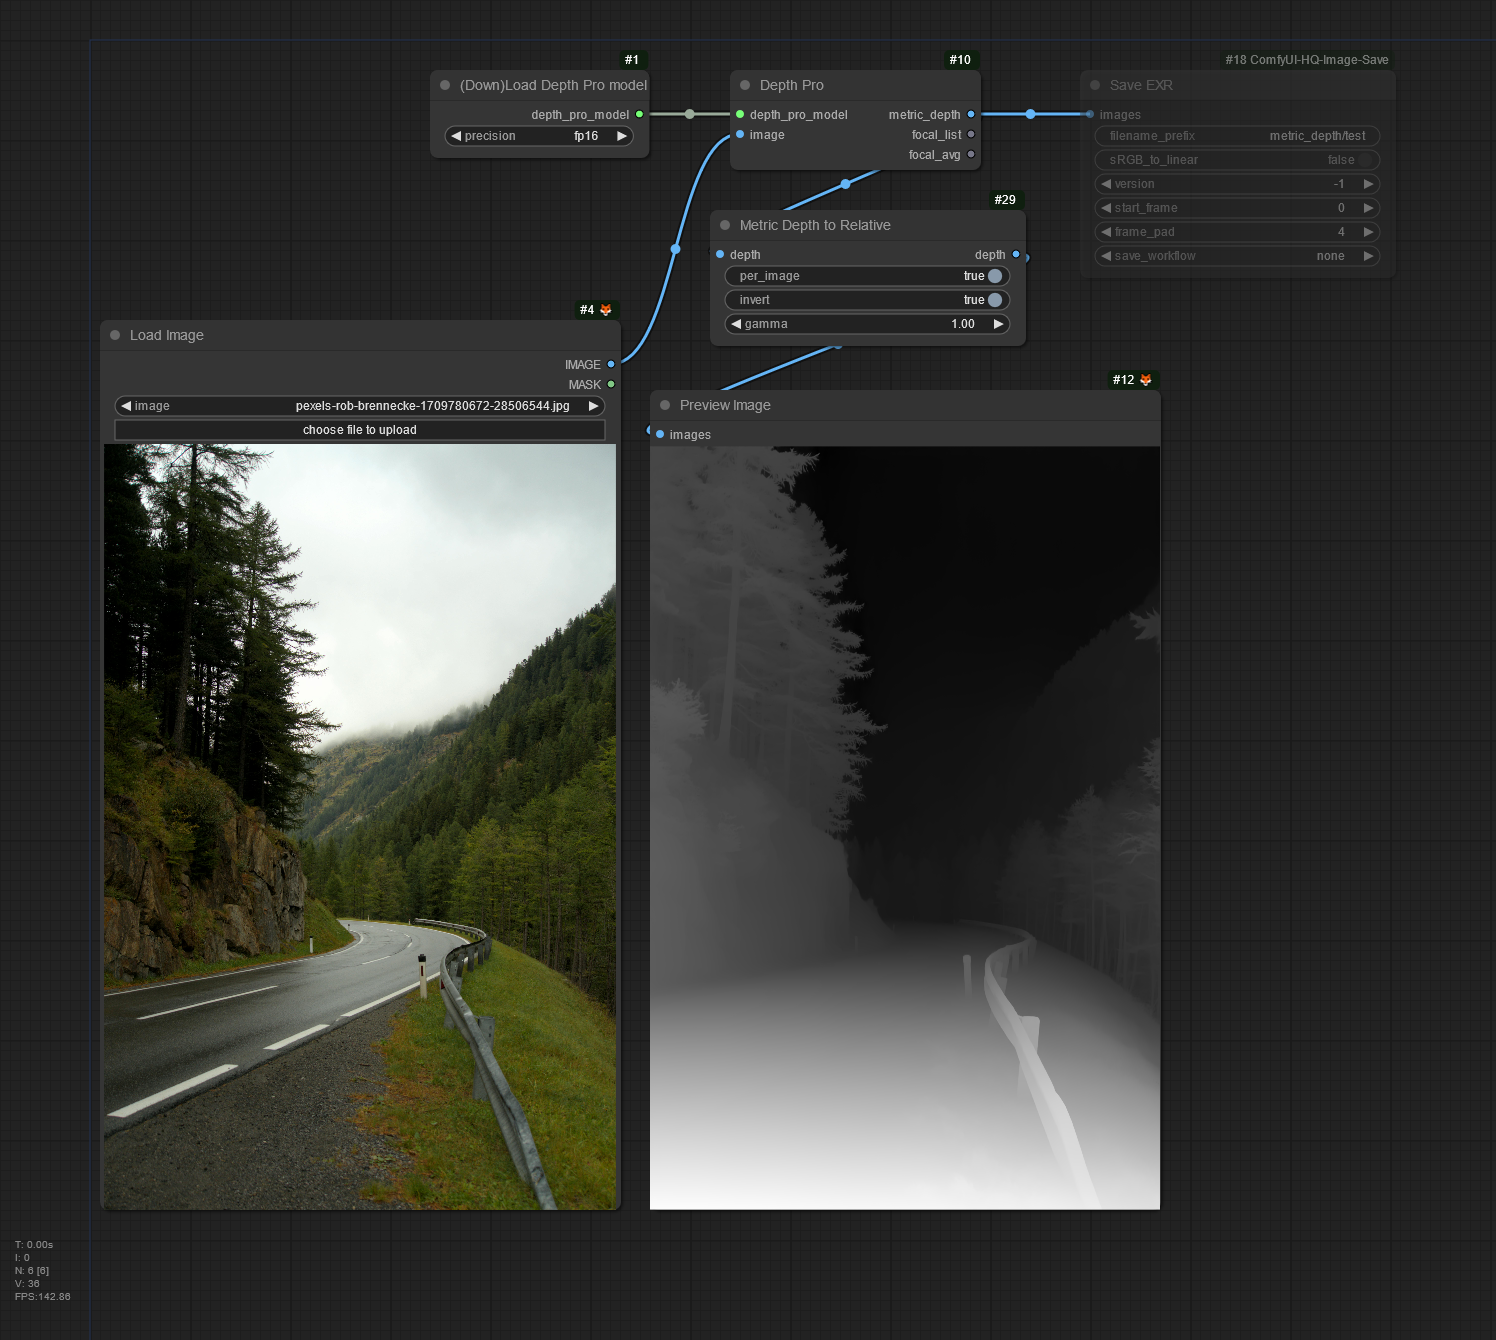 #1
(Down)Load Depth Pro model
depth_pro_model
precision fp16
#10
Depth Pro
depth_pro_model metric_depth
image focal_list
focal_avg
#18 ComfyUI-HQ-Image-Save
Save EXR
images
filename_prefix metric_depth/test
sRGB_to_linear false
version -1
start_frame 0
frame_pad 4
save_workflow none
#29
Metric Depth to Relative
depth depth
per_image true
invert true
gamma 1.00
#4
Load Image
IMAGE
MASK
image pexels-rob-brennecke-1709780672-28506544.jpg
choose file to upload
#12
Preview Image
images
T: 0.00s
I: 0
N: 6 [6]
V: 36
FPS:142.86